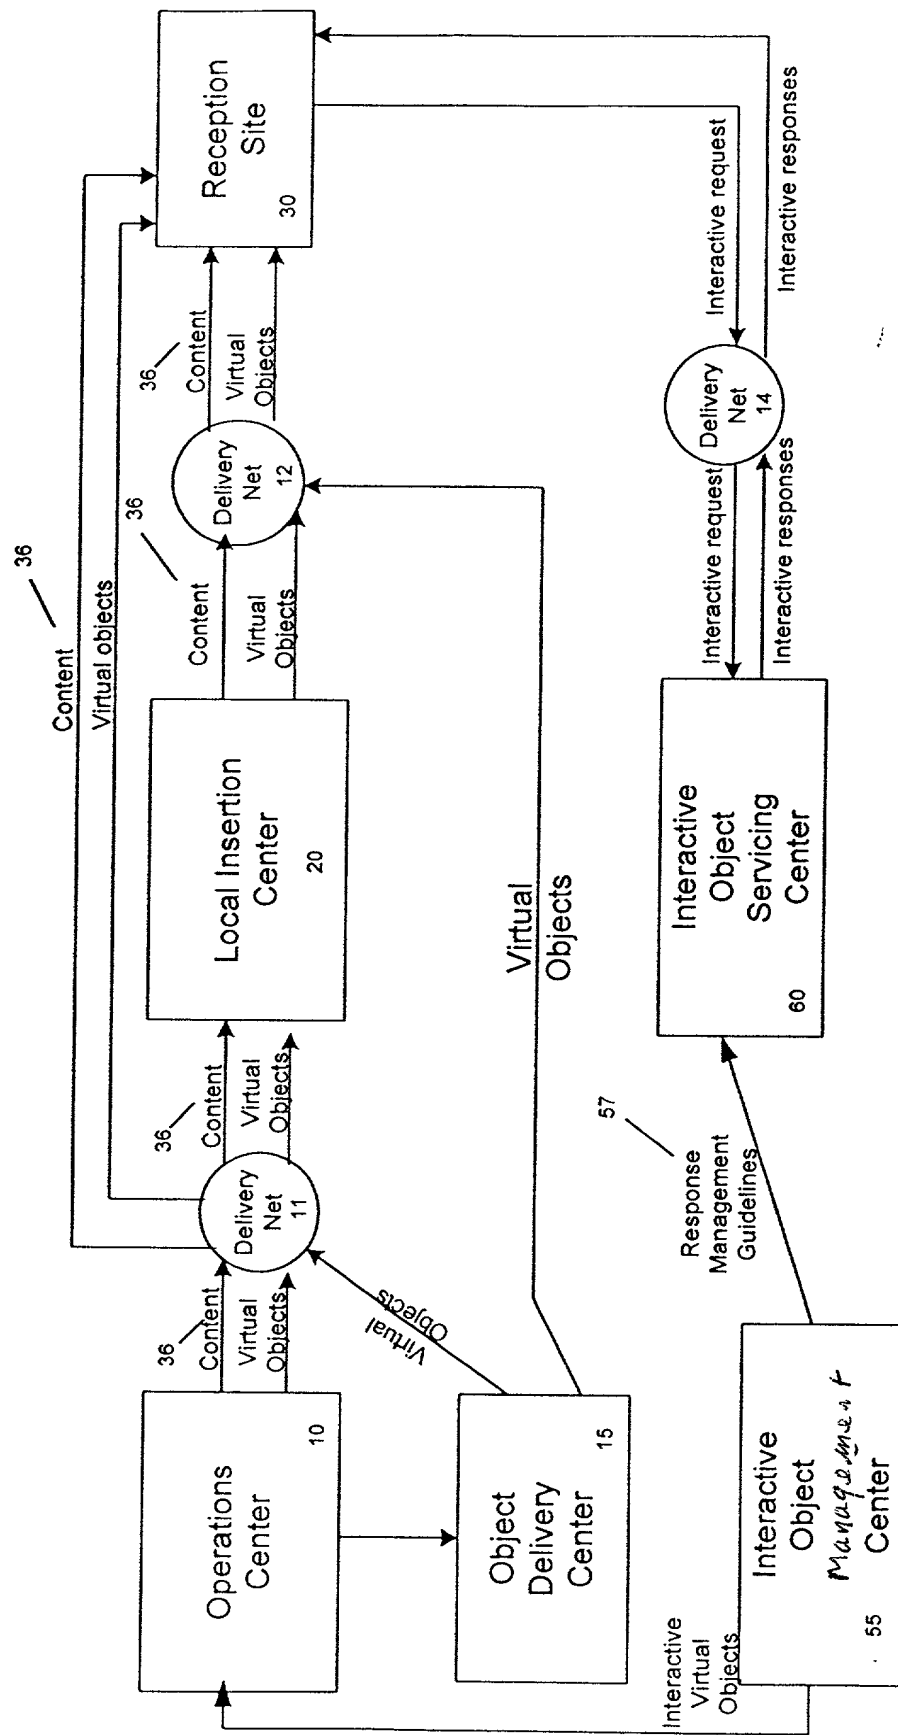 36
Content
Virtual objects
Operations
Center
10
36
Content
Virtual
Objects
Delivery
Net
11
36
Content
Virtual
Objects
Local Insertion
Center
20
36
Content
Virtual
Objects
Delivery
Net
12
36
Content
Virtual
Objects
Reception
Site
30
Object
Delivery
Center
15
Virtual
Objects
Virtual
Objects
Interactive
Virtual
Objects
Interactive
Object
Management
Center
55
57
Response
Management
Guidelines
Interactive
Object
Servicing
Center
60
Interactive request
Interactive responses
Delivery
Net
14
Interactive request
Interactive responses